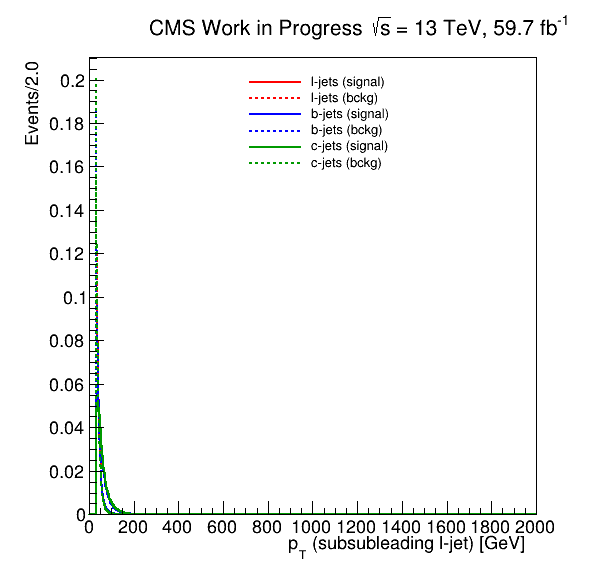 CMS Work in Progress √s = 13 TeV, 59.7 fb⁻¹
Events/2.0
0.2
0.18
0.16
0.14
0.12
0.1
0.08
0.06
0.04
0.02
0
l-jets (signal)
l-jets (bckg)
b-jets (signal)
b-jets (bckg)
c-jets (signal)
c-jets (bckg)
0 200 400 600 800 1000 1200 1400 1600 1800 2000
p_T (subsubleading l-jet) [GeV]